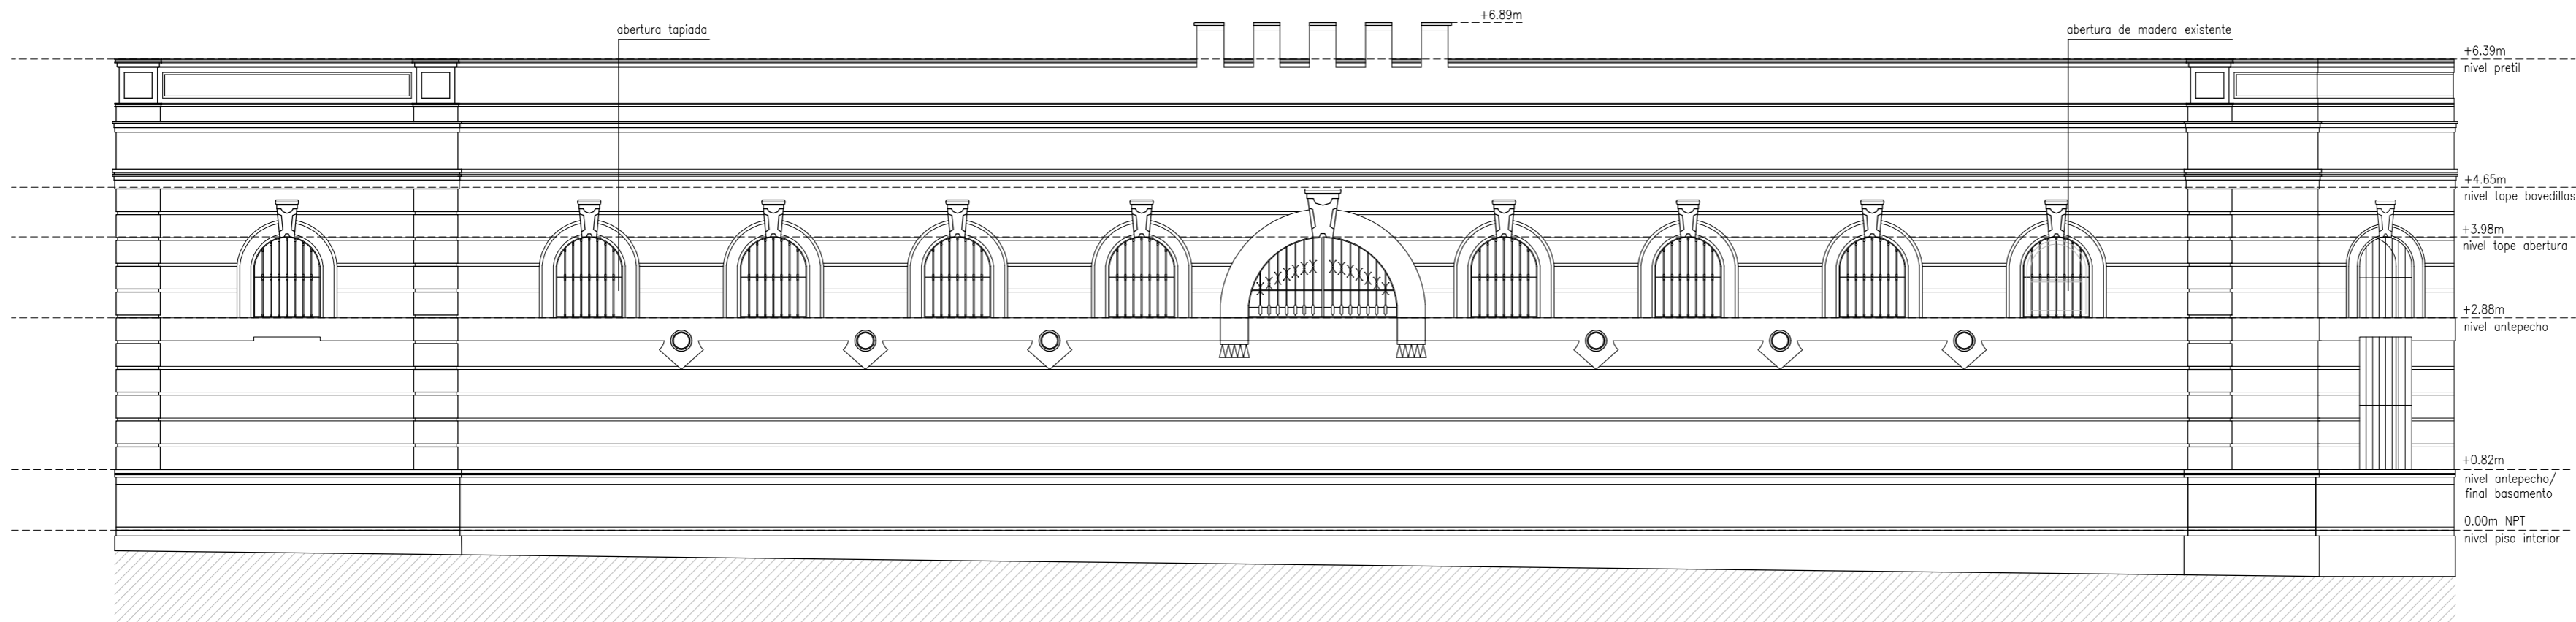 +6.89m
abertura tapiada
abertura de madera existente
+6.39m
nivel pretil
+4.65m
nivel tope bovedillas
+3.98m
nivel tope abertura
+2.88m
nivel antepecho
+0.82m
nivel antepecho/
final basamento
0.00m NPT
nivel piso interior